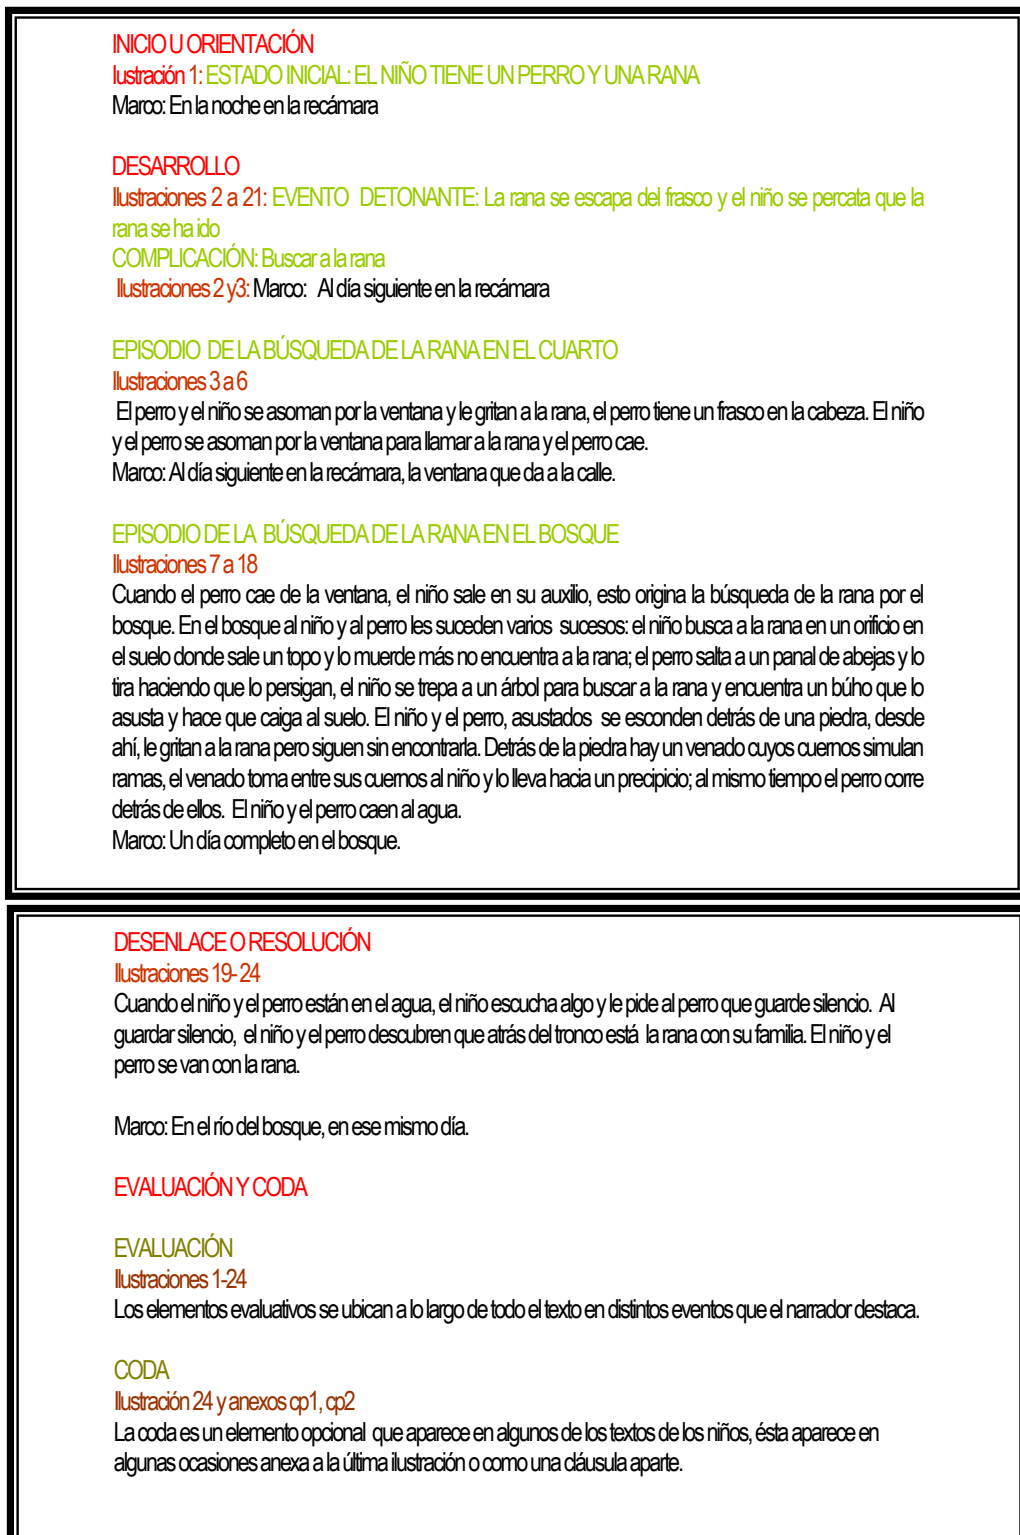 INICIO U ORIENTACIÓN
lustración 1: ESTADO INICIAL: EL NIÑO TIENE UN PERRO Y UNA RANA
Marco: En la noche en la recámara
DESARROLLO
Ilustraciones 2 a 21: EVENTO DETONANTE: La rana se escapa del frasco y el niño se percata que la
rana se ha ido
COMPLICACIÓN: Buscar a la rana
Ilustraciones 2 y3: Marco: Al día siguiente en la recámara
EPISODIO DE LA BÚSQUEDA DE LA RANA EN EL CUARTO
Ilustraciones 3 a 6
El perro y el niño se asoman por la ventana y le gritan a la rana, el perro tiene un frasco en la cabeza. El niño
y el perro se asoman por la ventana para llamar a la rana y el perro cae.
Marco: Al día siguiente en la recámara, la ventana que da a la calle.
EPISODIO DE LA BÚSQUEDA DE LA RANA EN EL BOSQUE
Ilustraciones 7 a 18
Cuando el perro cae de la ventana, el niño sale en su auxilio, esto origina la búsqueda de la rana por el
bosque. En el bosque al niño y al perro les suceden varios sucesos: el niño busca a la rana en un orificio en
el suelo donde sale un topo y lo muerde más no encuentra a la rana; el perro salta a un panal de abejas y lo
tira haciendo que lo persigan, el niño se trepa a un árbol para buscar a la rana y encuentra un búho que lo
asusta y hace que caiga al suelo. El niño y el perro, asustados se esconden detrás de una piedra, desde
ahí, le gritan a la rana pero siguen sin encontrarla. Detrás de la piedra hay un venado cuyos cuernos simulan
ramas, el venado toma entre sus cuernos al niño y lo lleva hacia un precipicio; al mismo tiempo el perro corre
detrás de ellos. El niño y el perro caen al agua.
Marco: Un día completo en el bosque.
DESENLACE O RESOLUCIÓN
Ilustraciones 19- 24
Cuando el niño y el perro están en el agua, el niño escucha algo y le pide al perro que guarde silencio. Al
guardar silencio, el niño y el perro descubren que atrás del tronco está la rana con su familia. El niño y el
perro se van con la rana.
Marco: En el río del bosque, en ese mismo día.
EVALUACIÓN Y CODA
EVALUACIÓN
Ilustraciones 1-24
Los elementos evaluativos se ubican a lo largo de todo el texto en distintos eventos que el narrador destaca.
CODA
Ilustración 24 y anexos cp1, cp2
La coda es un elemento opcional que aparece en algunos de los textos de los niños, ésta aparece en
algunas ocasiones anexa a la última ilustración o como una cláusula aparte.